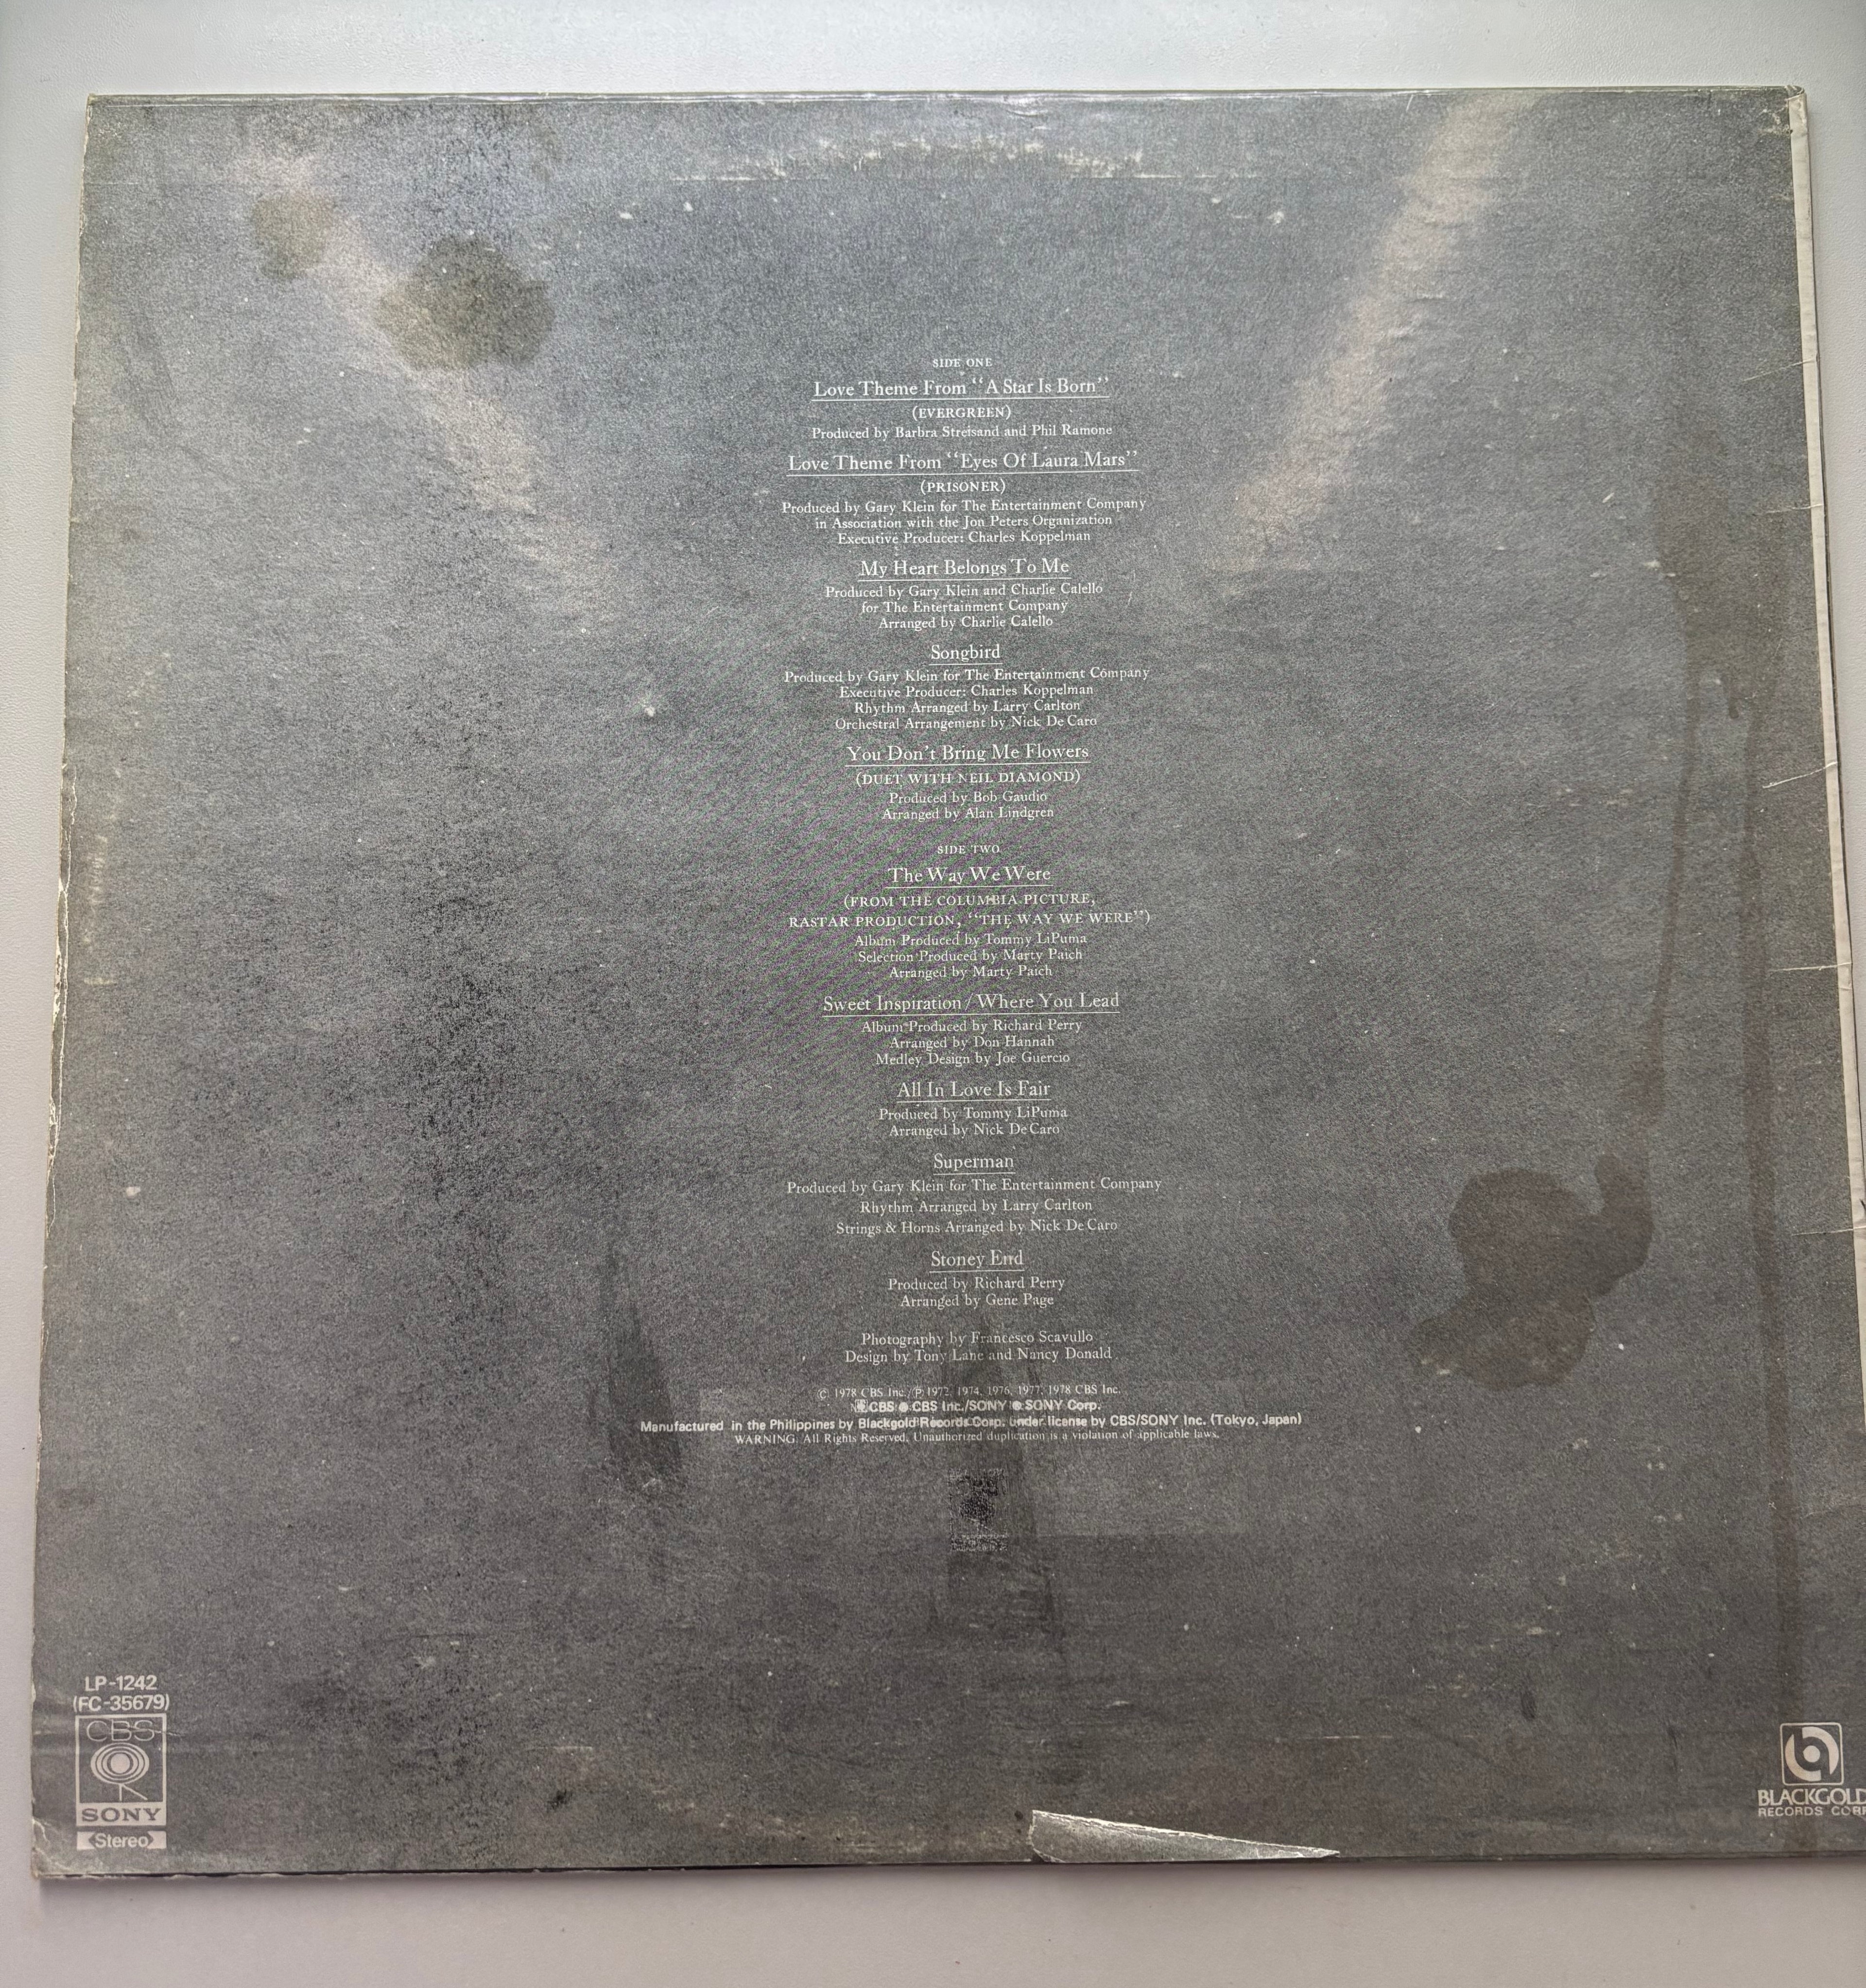 SIDE ONE
Love Theme From “A Star Is Born”
(EVERGREEN)
Produced by Barbra Streisand and Phil Ramone
Love Theme From “Eyes Of Laura Mars”
(PRISONER)
Produced by Gary Klein for The Entertainment Company
in Association with the Jon Peters Organization
Executive Producer: Charles Koppelman
My Heart Belongs To Me
Produced by Gary Klein and Charlie Calello
for The Entertainment Company
Arranged by Charlie Calello
Songbird
Produced by Gary Klein for The Entertainment Company
Executive Producer: Charles Koppelman
Rhythm Arranged by Larry Carlton
Orchestral Arrangement by Nick De Caro
You Don't Bring Me Flowers
(DUET WITH NEIL DIAMOND)
Produced by Bob Gaudio
Arranged by Alan Lindgren
SIDE TWO
The Way We Were
(FROM THE COLUMBIA PICTURE,
RASTAR PRODUCTION, “THE WAY WE WERE”)
Album Produced by Tommy LiPuma
Selection Produced by Marty Paich
Arranged by Marty Paich
Sweet Inspiration / Where You Lead
Album Produced by Richard Perry
Arranged by Don Hannah
Medley Design by Joe Guercio
All In Love Is Fair
Produced by Tommy LiPuma
Arranged by Nick De Caro
Superman
Produced by Gary Klein for The Entertainment Company
Rhythm Arranged by Larry Carlton
Strings & Horns Arranged by Nick De Caro
Stoney End
Produced by Richard Perry
Arranged by Gene Page
Photography by Francesco Scavullo
Design by Tony Lane and Nancy Donald
© 1978 CBS Inc./℗ 1972, 1974, 1976, 1977, 1978 CBS Inc.
CBS ® CBS Inc./SONY ® SONY Corp.
Manufactured in the Philippines by Blackgold Records Corp. under license by CBS/SONY Inc. (Tokyo, Japan)
WARNING: All Rights Reserved. Unauthorized duplication is a violation of applicable laws.
LP-1242
(FC-35679)
CBS
SONY
Stereo
BLACKGOLD
RECORDS CORP